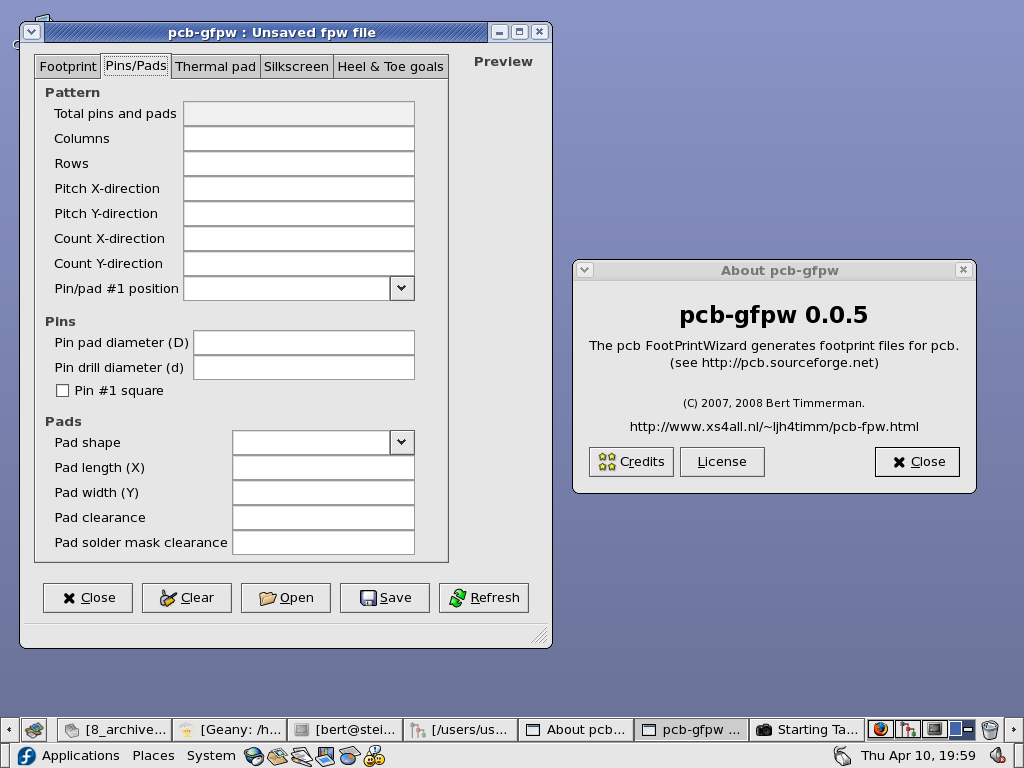 pcb-gfpw : Unsaved fpw file
Footprint Pins/Pads Thermal pad Silkscreen Heel & Toe goals
Preview
Pattern
Total pins and pads
Columns
Rows
Pitch X-direction
Pitch Y-direction
Count X-direction
Count Y-direction
Pin/pad #1 position
Pins
Pin pad diameter (D)
Pin drill diameter (d)
Pin #1 square
Pads
Pad shape
Pad length (X)
Pad width (Y)
Pad clearance
Pad solder mask clearance
Close Clear Open Save Refresh
About pcb-gfpw
pcb-gfpw 0.0.5
The pcb FootPrintWizard generates footprint files for pcb.
(see http://pcb.sourceforge.net)
(C) 2007, 2008 Bert Timmerman.
http://www.xs4all.nl/~ljh4timm/pcb-fpw.html
Credits License Close
[8_archive... [Geany: /h... [bert@stei... [/users/us... About pcb... pcb-gfpw ... Starting Ta...
Applications Places System Thu Apr 10, 19:59